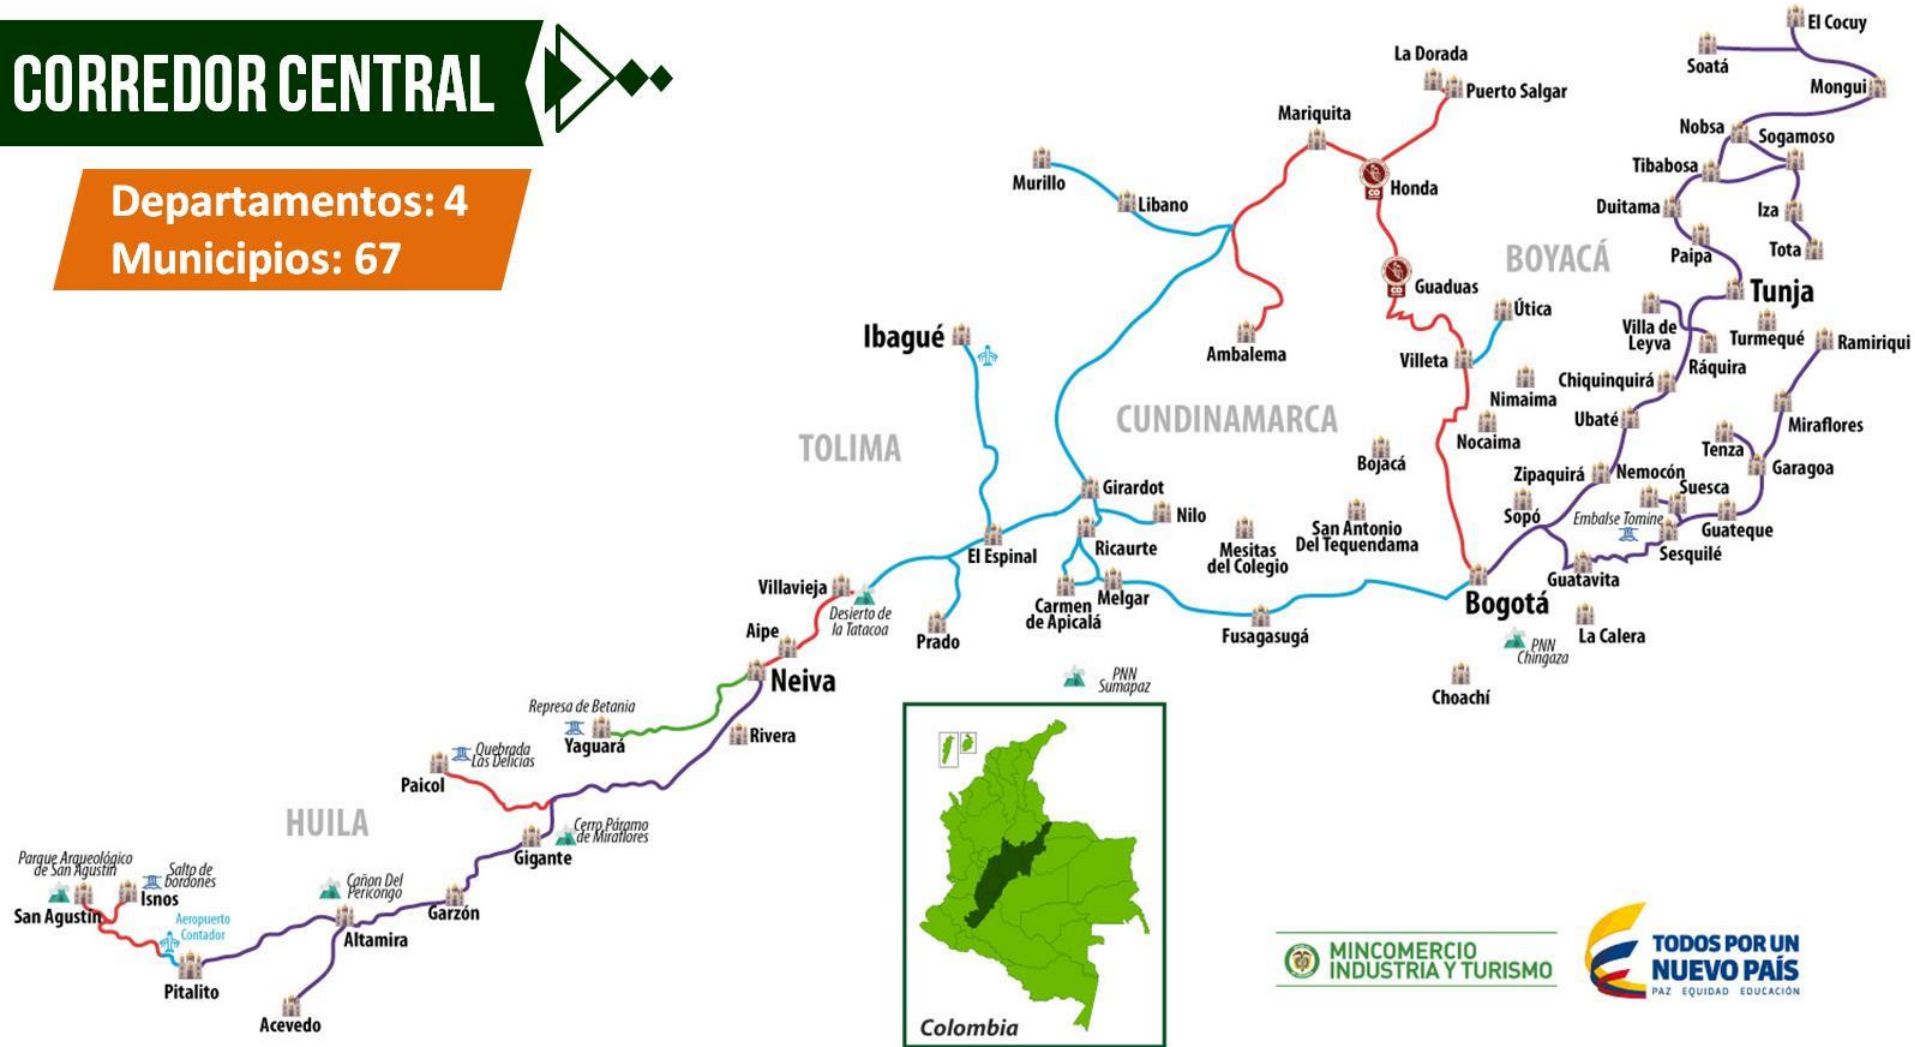 CORREDOR CENTRAL
Departamentos: 4
Municipios: 67
El Cocuy
Soatá
Mongui
La Dorada
Puerto Salgar
Mariquita
Nobsa
Sogamoso
Tibabosa
Murillo
Libano
Honda
Duitama
Iza
Tota
Paipa
BOYACÁ
Guaduas
Tunja
Útica
Villa de
Leyva
Turmequé
Ramiriqui
Ráquira
Ibagué
Ambalema
Villeta
Chiquinquirá
Nimaima
Ubaté
Miraflores
CUNDINAMARCA
Nocaima
Tenza
TOLIMA
Bojacá
Garagoa
Zipaquirá
Nemocón
Suesca
Girardot
Nilo
Sopó
Embalse Tomine
Guateque
San Antonio
Del Tequendama
Mesitas
del Colegio
Ricaurte
El Espinal
Sesquilé
Guatavita
Villavieja
Desierto de
la Tatacoa
Carmen
de Apicalá
Melgar
Bogotá
Prado
Fusagasugá
La Calera
PNN
Chingaza
Aipe
Neiva
PNN
Sumapaz
Choachí
Represa de Betania
Yaguará
Rivera
Quebrada
Las Delicias
Paicol
HUILA
Cerro Páramo
de Miraflores
Gigante
Parque Arqueológico
de San Agustín
Salto de
bordones
Isnos
San Agustín
Cañon Del
Pericongo
Garzón
Aeropuerto
Contador
Altamira
Pitalito
Acevedo
Colombia
MINCOMERCIO
INDUSTRIA Y TURISMO
TODOS POR UN
NUEVO PAÍS
PAZ EQUIDAD EDUCACIÓN